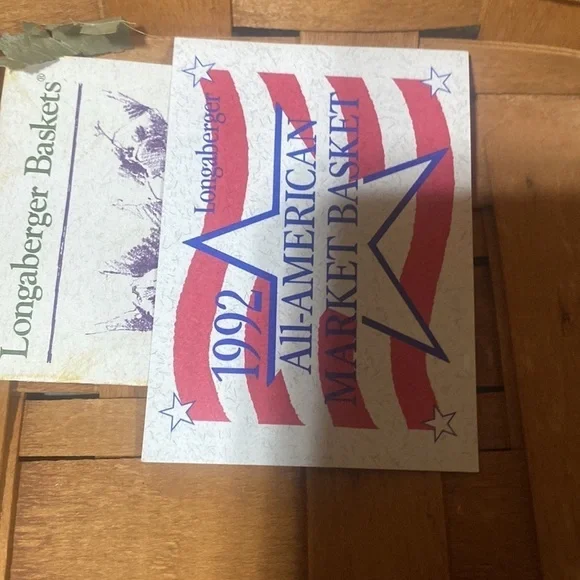 Longaberger Baskets®
Longaberger
1992
All-AMERICAN
MARKET BASKET